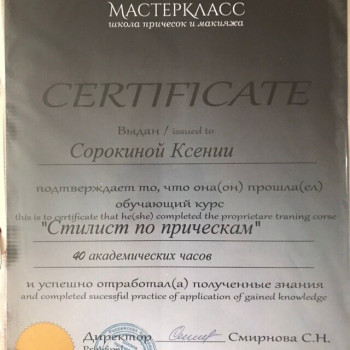 МАСТЕРКЛАСС
школа причесок и макияжа
CERTIFICATE
Выдан / issued to
Сорокиной Ксении
подтверждает то, что она(он) прошла(ел)
обучающий курс
this is to certificate that he(she) completed the proprietare traning corse
"Стилист по прическам"
40 академических часов
и успешно отработал(а) полученные знания
and completed sucessful practice of application of gained knowledge
Директор Смирнова С.Н.